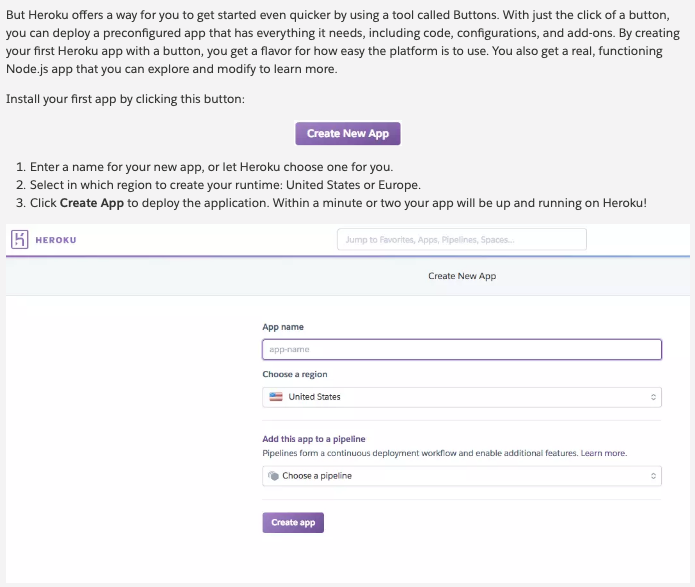 But Heroku offers a way for you to get started even quicker by using a tool called Buttons. With just the click of a button,
you can deploy a preconfigured app that has everything it needs, including code, configurations, and add-ons. By creating
your first Heroku app with a button, you get a flavor for how easy the platform is to use. You also get a real, functioning
Node.js app that you can explore and modify to learn more.
Install your first app by clicking this button:
Create New App
1. Enter a name for your new app, or let Heroku choose one for you.
2. Select in which region to create your runtime: United States or Europe.
3. Click Create App to deploy the application. Within a minute or two your app will be up and running on Heroku!
HEROKU
Jump to Favorites, Apps, Pipelines, Spaces...
Create New App
App name
app-name
Choose a region
United States
Add this app to a pipeline
Pipelines form a continuous deployment workflow and enable additional features. Learn more.
Choose a pipeline
Create app